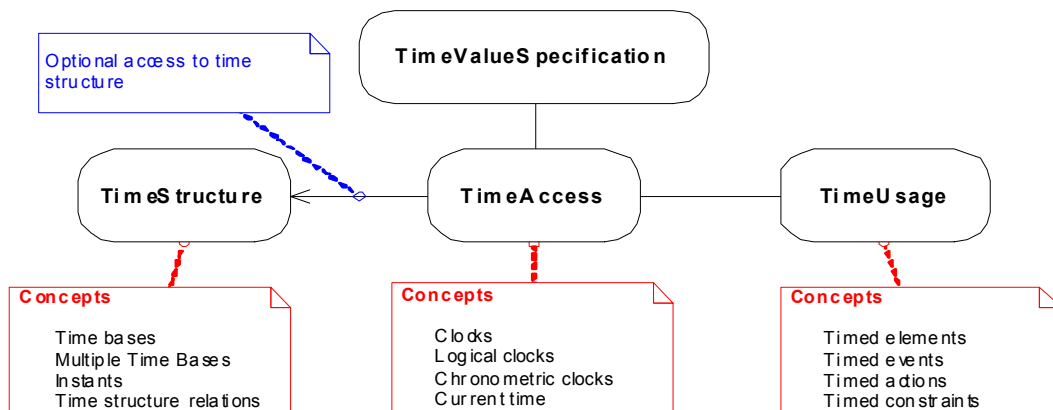 Optional access to time
structure
TimeValueSpecification
TimeStructure
TimeAccess
TimeUsage
Concepts
Time bases
Multiple Time Bases
Instants
Time structure relations
Concepts
Clocks
Logical clocks
Chronometric clocks
Current time
Concepts
Timed elements
Timed events
Timed actions
Timed constraints